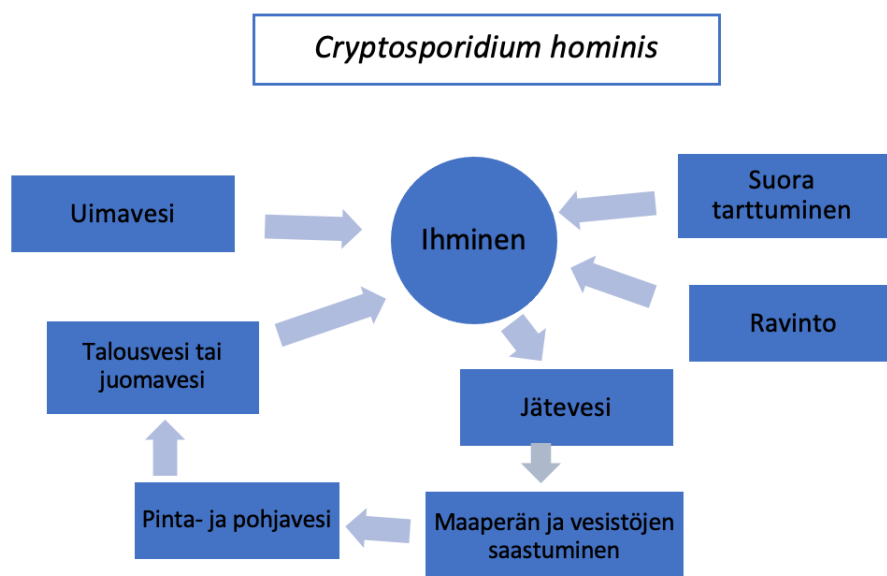 Cryptosporidium hominis
Uimavesi
Ihminen
Suora
tarttuminen
Ravinto
Talousvesi tai
juomavesi
Jätevesi
Pinta- ja pohjavesi
Maaperän ja vesistöjen
saastuminen